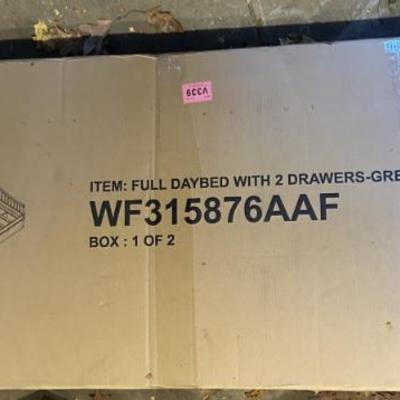 V339
ITEM: FULL DAYBED WITH 2 DRAWERS-GRE
WF315876AAF
BOX : 1 OF 2